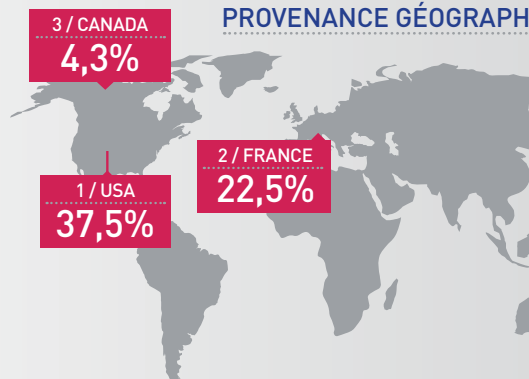 PROVENANCE GÉOGRAPH
3 / CANADA
4,3%
2 / FRANCE
22,5%
1 / USA
37,5%